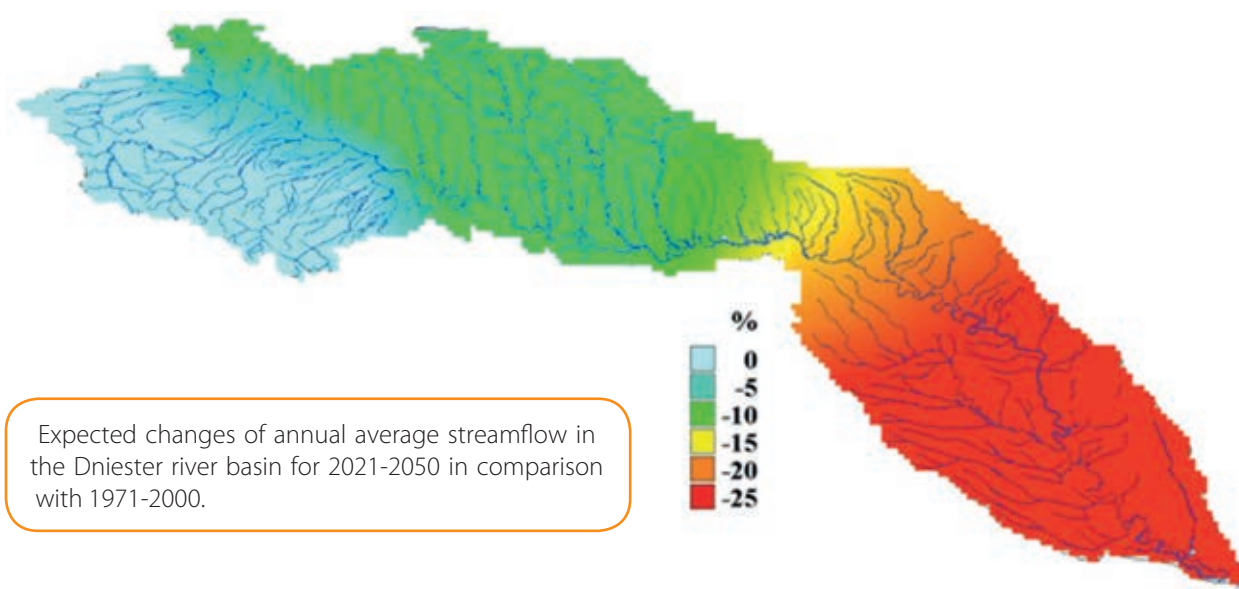 %
0
-5
-10
-15
-20
-25
Expected changes of annual average streamflow in
the Dniester river basin for 2021-2050 in comparison
with 1971-2000.